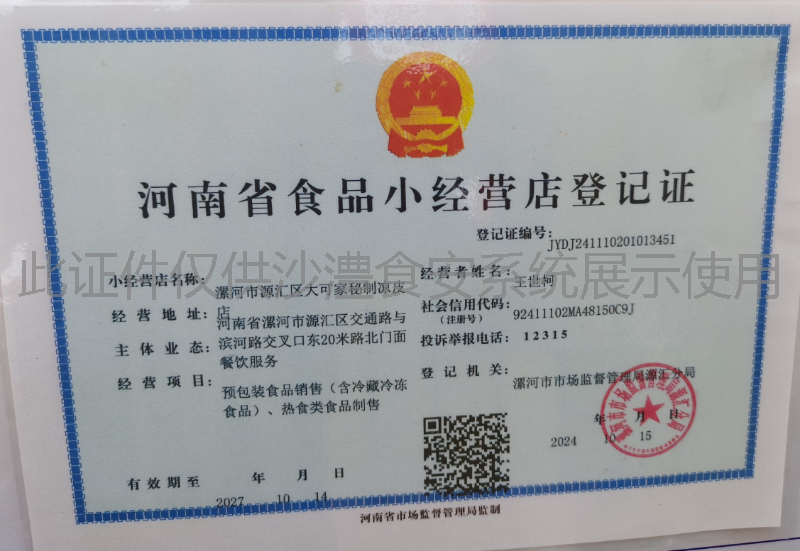 河南省食品小经营店登记证
登记证编号:
JYDJ241110201013451
此证件仅供沙澧食安系统展示使用
小经营店名称:
漯河市源汇区大可家秘制凉皮
店
经营地址:
河南省漯河市源汇区交通路与
滨河路交叉口东20米路北门面
主体业态:
餐饮服务
经营项目:
预包装食品销售（含冷藏冷冻
食品）、热食类食品制售
经营者姓名:
王世柯
社会信用代码:
(注册号)
92411102MA48150C9J
投诉举报电话: 12315
登记机关:
漯河市市场监督管理局源汇分局
年 月 日
2024 10 15
有效期至 年 月 日
2027 10 14
河南省市场监督管理局监制